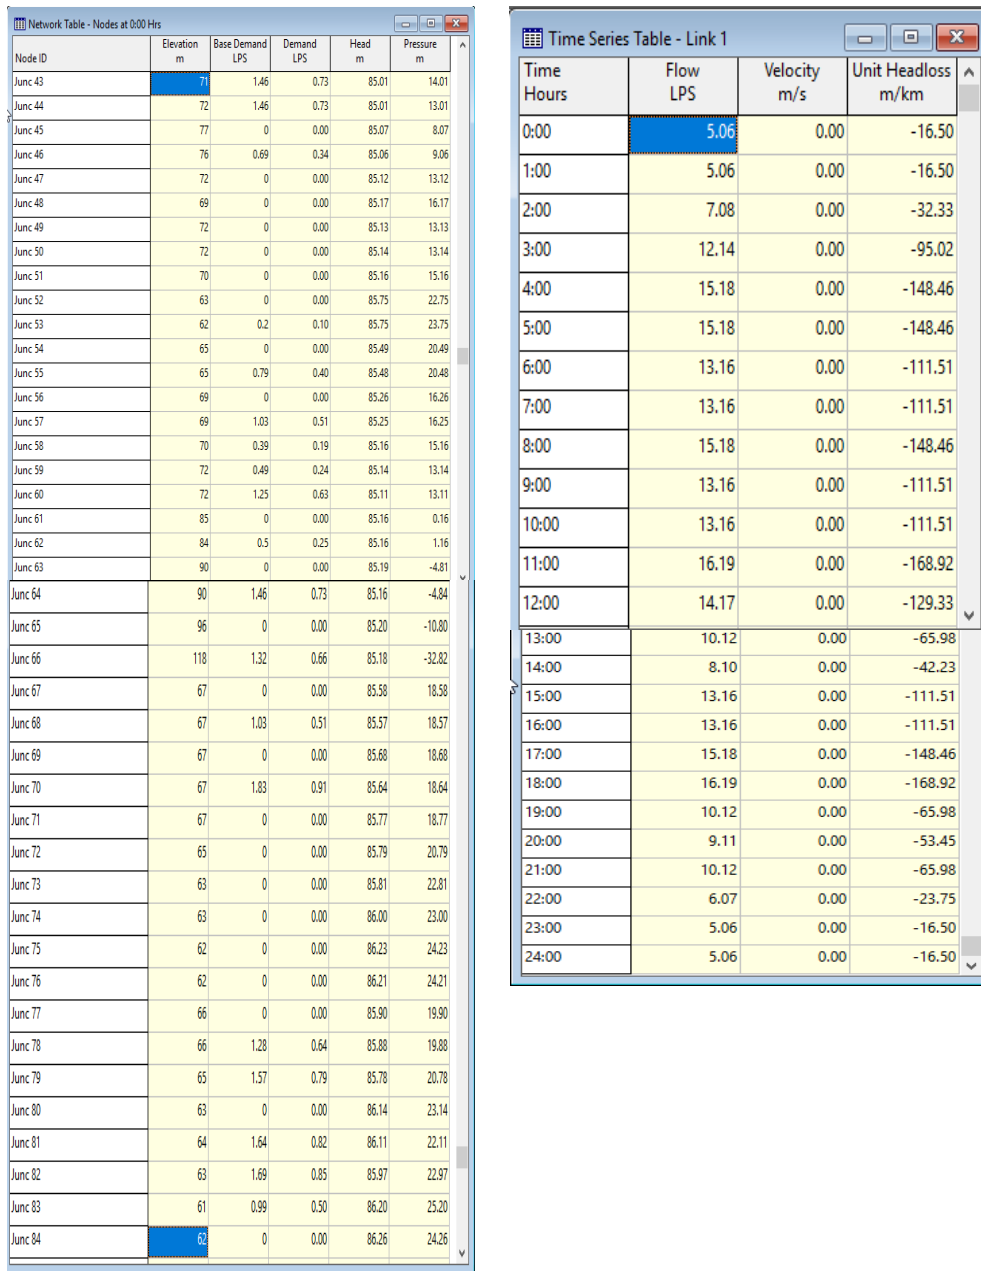 Network Table - Nodes at 0:00 Hrs
Node ID Elevation m Base Demand LPS Demand LPS Head m Pressure m
Junc 43 71 1.46 0.73 85.01 14.01
Junc 44 72 1.46 0.73 85.01 13.01
Junc 45 77 0 0.00 85.07 8.07
Junc 46 76 0.69 0.34 85.06 9.06
Junc 47 72 0 0.00 85.12 13.12
Junc 48 69 0 0.00 85.17 16.17
Junc 49 72 0 0.00 85.13 13.13
Junc 50 72 0 0.00 85.14 13.14
Junc 51 70 0 0.00 85.16 15.16
Junc 52 63 0 0.00 85.75 22.75
Junc 53 62 0.2 0.10 85.75 23.75
Junc 54 65 0 0.00 85.49 20.49
Junc 55 65 0.79 0.40 85.48 20.48
Junc 56 69 0 0.00 85.26 16.26
Junc 57 69 1.03 0.51 85.25 16.25
Junc 58 70 0.39 0.19 85.16 15.16
Junc 59 72 0.49 0.24 85.14 13.14
Junc 60 72 1.25 0.63 85.11 13.11
Junc 61 85 0 0.00 85.16 0.16
Junc 62 84 0.5 0.25 85.16 1.16
Junc 63 90 0 0.00 85.19 -4.81
Junc 64 90 1.46 0.73 85.16 -4.84
Junc 65 96 0 0.00 85.20 -10.80
Junc 66 118 1.32 0.66 85.18 -32.82
Junc 67 67 0 0.00 85.58 18.58
Junc 68 67 1.03 0.51 85.57 18.57
Junc 69 67 0 0.00 85.68 18.68
Junc 70 67 1.83 0.91 85.64 18.64
Junc 71 67 0 0.00 85.77 18.77
Junc 72 65 0 0.00 85.79 20.79
Junc 73 63 0 0.00 85.81 22.81
Junc 74 63 0 0.00 86.00 23.00
Junc 75 62 0 0.00 86.23 24.23
Junc 76 62 0 0.00 86.21 24.21
Junc 77 66 0 0.00 85.90 19.90
Junc 78 66 1.28 0.64 85.88 19.88
Junc 79 65 1.57 0.79 85.78 20.78
Junc 80 63 0 0.00 86.14 23.14
Junc 81 64 1.64 0.82 86.11 22.11
Junc 82 63 1.69 0.85 85.97 22.97
Junc 83 61 0.99 0.50 86.20 25.20
Junc 84 62 0 0.00 86.26 24.26
Time Series Table - Link 1
Time Hours Flow LPS Velocity m/s Unit Headloss m/km
0:00 5.06 0.00 -16.50
1:00 5.06 0.00 -16.50
2:00 7.08 0.00 -32.33
3:00 12.14 0.00 -95.02
4:00 15.18 0.00 -148.46
5:00 15.18 0.00 -148.46
6:00 13.16 0.00 -111.51
7:00 13.16 0.00 -111.51
8:00 15.18 0.00 -148.46
9:00 13.16 0.00 -111.51
10:00 13.16 0.00 -111.51
11:00 16.19 0.00 -168.92
12:00 14.17 0.00 -129.33
13:00 10.12 0.00 -65.98
14:00 8.10 0.00 -42.23
15:00 13.16 0.00 -111.51
16:00 13.16 0.00 -111.51
17:00 15.18 0.00 -148.46
18:00 16.19 0.00 -168.92
19:00 10.12 0.00 -65.98
20:00 9.11 0.00 -53.45
21:00 10.12 0.00 -65.98
22:00 6.07 0.00 -23.75
23:00 5.06 0.00 -16.50
24:00 5.06 0.00 -16.50